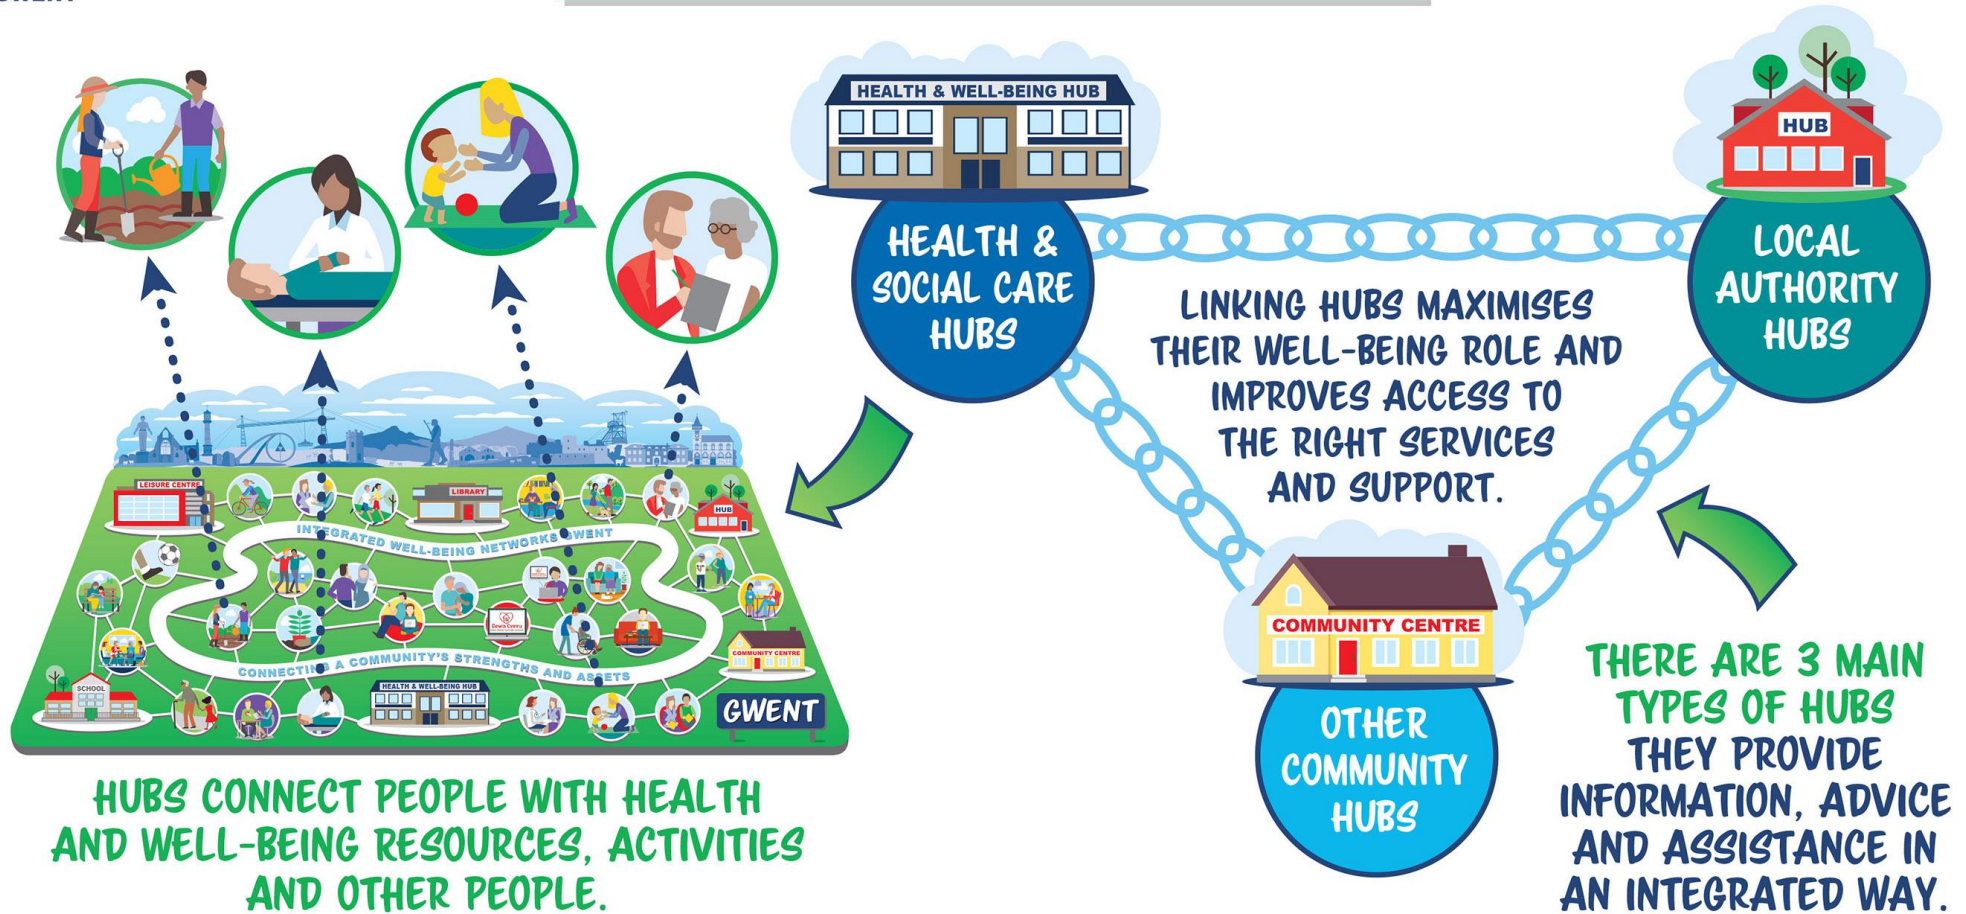 HEALTH & WELL-BEING HUB
HUB
HEALTH &
SOCIAL CARE
HUBS
LOCAL
AUTHORITY
HUBS
LINKING HUBS MAXIMISES
THEIR WELL-BEING ROLE AND
IMPROVES ACCESS TO
THE RIGHT SERVICES
AND SUPPORT.
COMMUNITY CENTRE
OTHER
COMMUNITY
HUBS
THERE ARE 3 MAIN
TYPES OF HUBS
THEY PROVIDE
INFORMATION, ADVICE
AND ASSISTANCE IN
AN INTEGRATED WAY.
LEISURE CENTRE
LIBRARY
HUB
INTEGRATED WELL-BEING NETWORKS GWENT
CONNECTING A COMMUNITY'S STRENGTHS AND ASSETS
COMMUNITY CENTRE
SCHOOL
HEALTH & WELL-BEING HUB
GWENT
HUBS CONNECT PEOPLE WITH HEALTH
AND WELL-BEING RESOURCES, ACTIVITIES
AND OTHER PEOPLE.